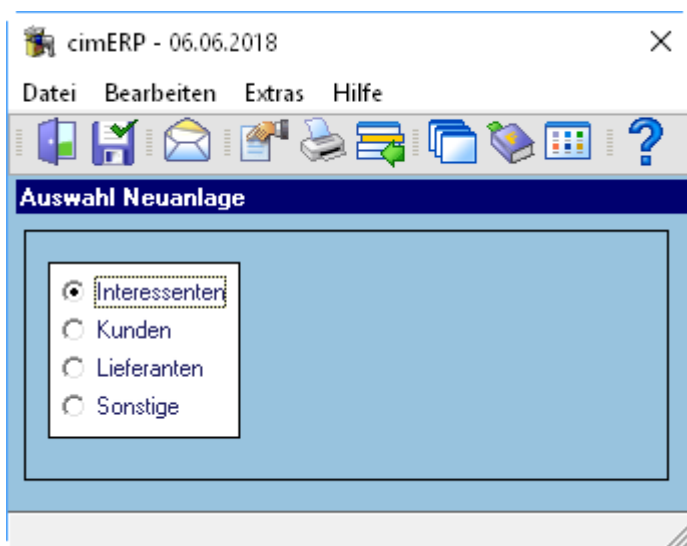 cimERP - 06.06.2018
Datei Bearbeiten Extras Hilfe
Auswahl Neuanlage
Interessenten
Kunden
Lieferanten
Sonstige